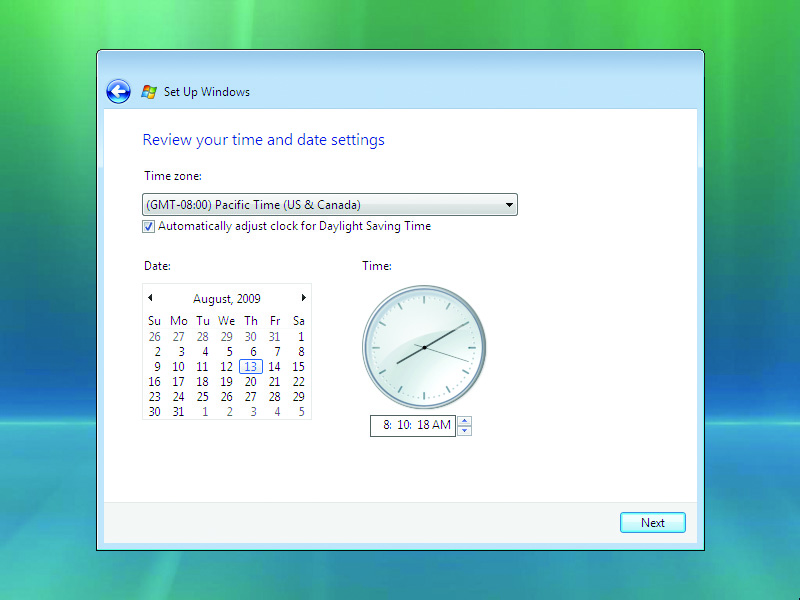 Set Up Windows
Review your time and date settings
Time zone:
(GMT-08:00) Pacific Time (US & Canada)
Automatically adjust clock for Daylight Saving Time
Date:
Time:
August, 2009
Su Mo Tu We Th Fr Sa
26 27 28 29 30 31 1
2 3 4 5 6 7 8
9 10 11 12 13 14 15
16 17 18 19 20 21 22
23 24 25 26 27 28 29
30 31 1 2 3 4 5
8: 10: 18 AM
Next